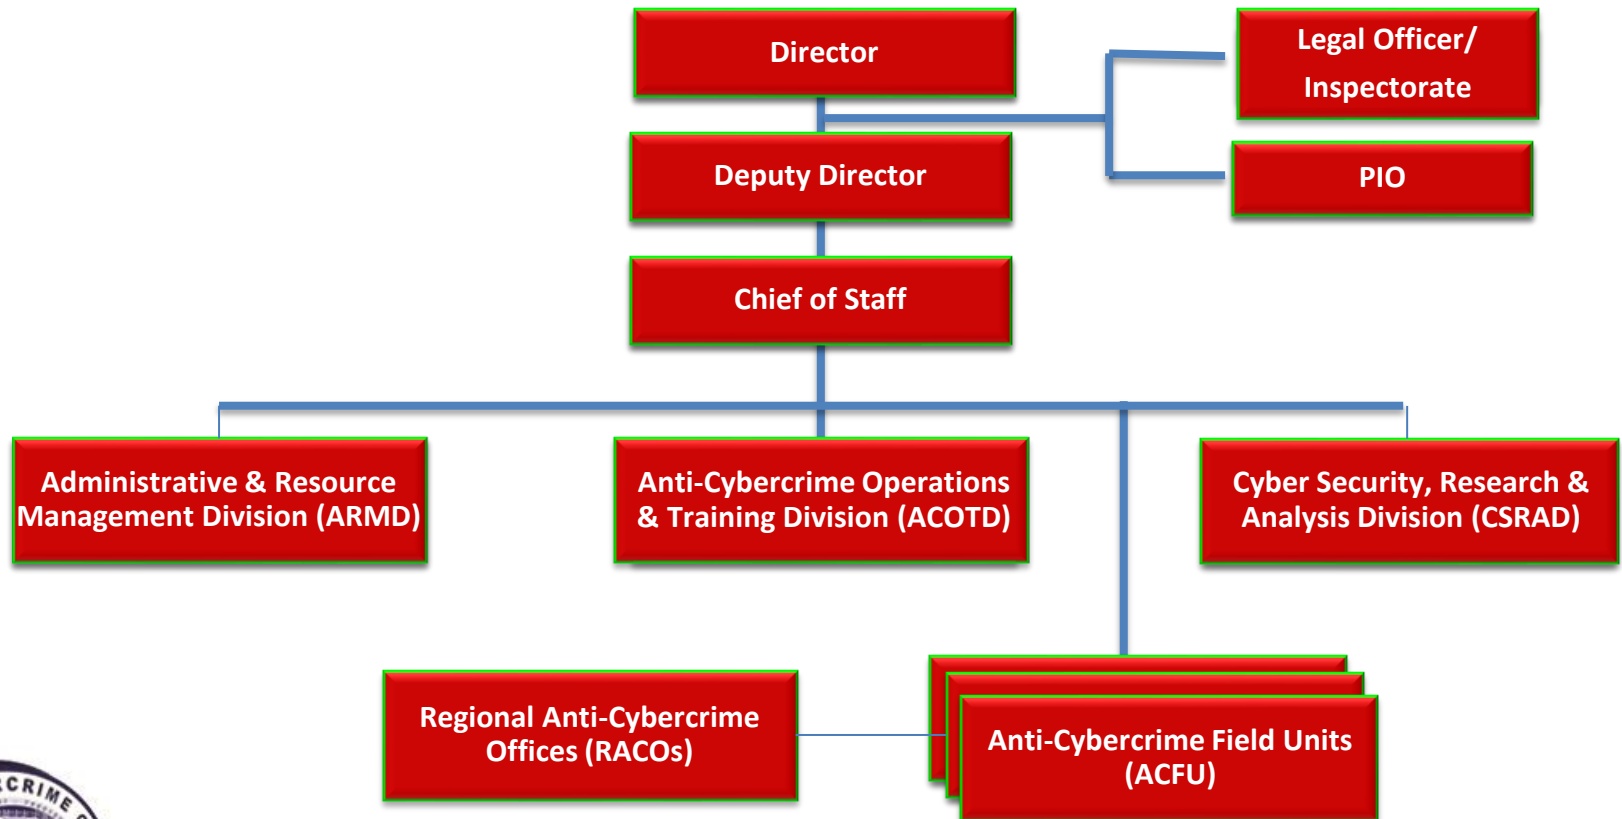 Director
Legal Officer/
Inspectorate
Deputy Director
PIO
Chief of Staff
Administrative & Resource
Management Division (ARMD)
Anti-Cybercrime Operations
& Training Division (ACOTD)
Cyber Security, Research &
Analysis Division (CSRAD)
Regional Anti-Cybercrime
Offices (RACOs)
Anti-Cybercrime Field Units
(ACFU)